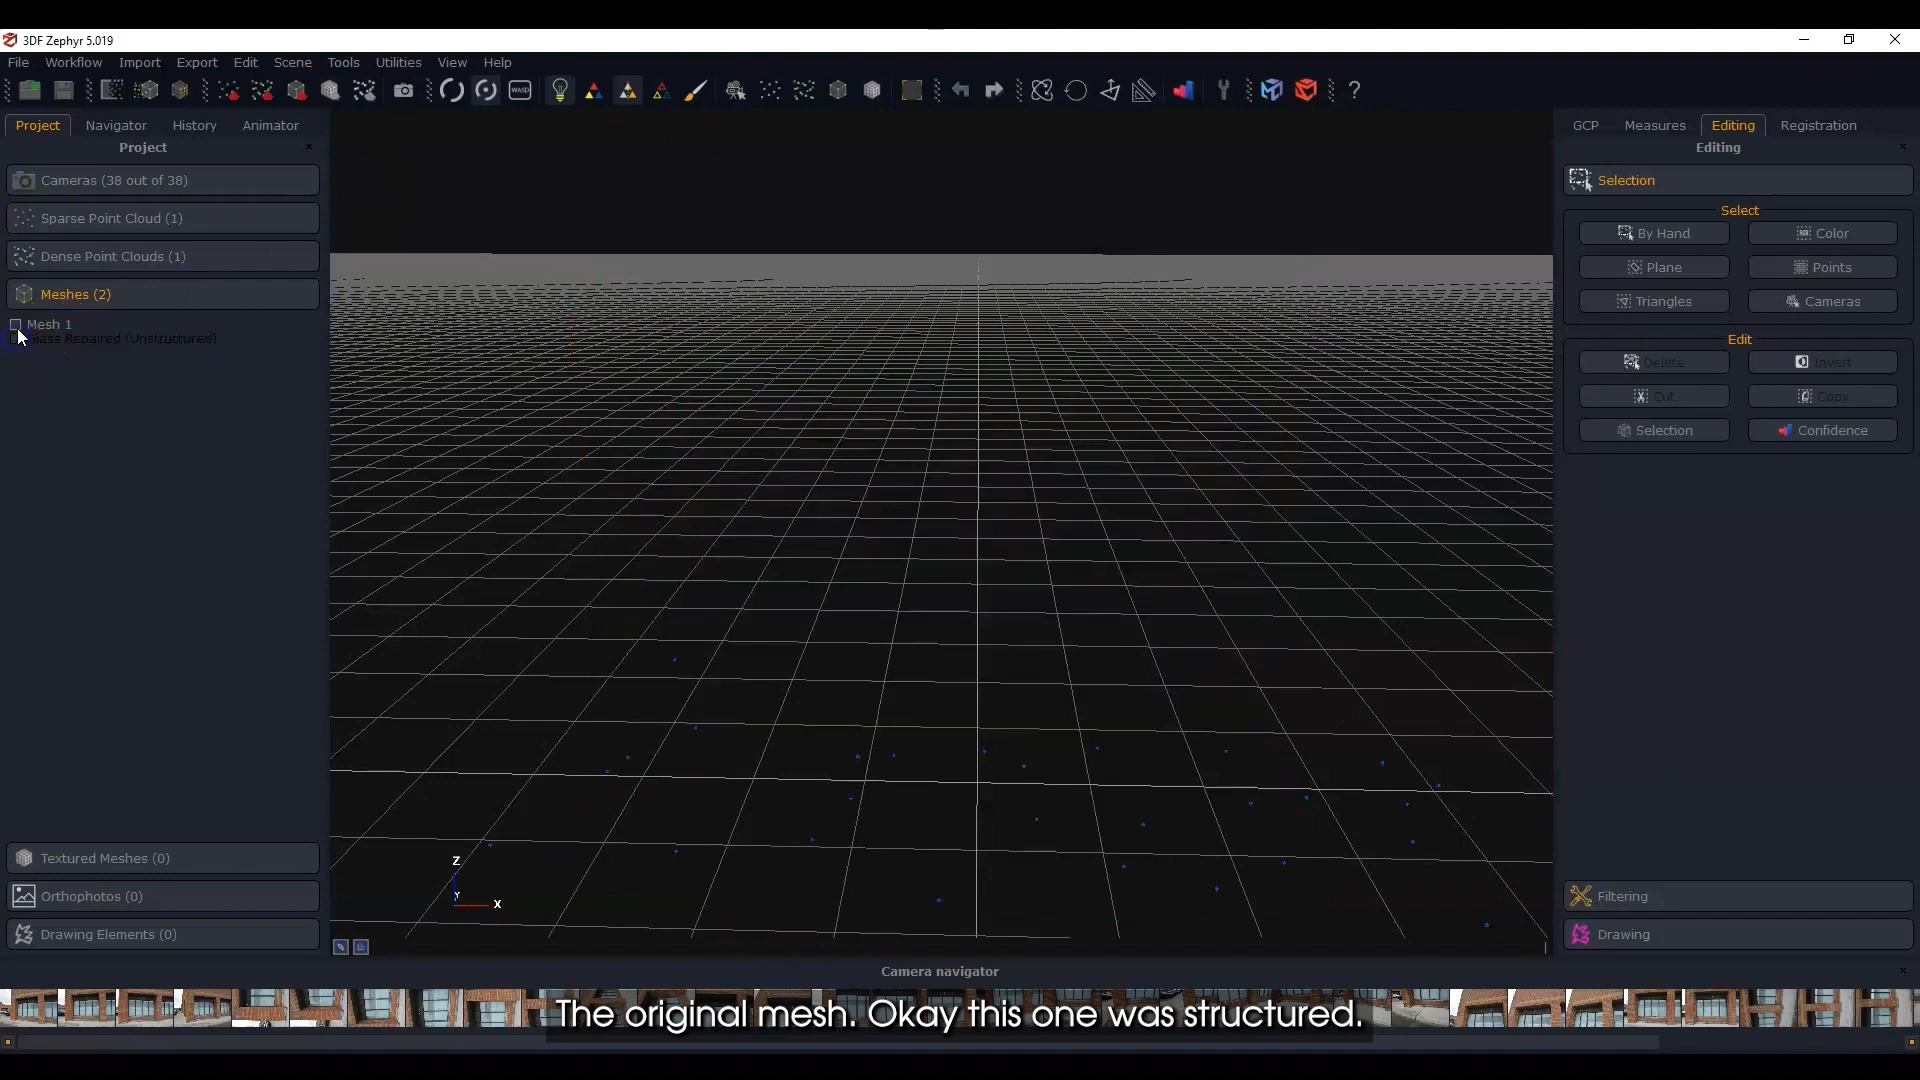 3DF Zephyr 5.019
File Workflow Import Export Edit Scene Tools Utilities View Help
WASD
?
Project Navigator History Animator
Project
Cameras (38 out of 38)
Sparse Point Cloud (1)
Dense Point Clouds (1)
Meshes (2)
Mesh 1
Repaired (Unstructured)
Textured Meshes (0)
Orthophotos (0)
Drawing Elements (0)
Z
Y
X
GCP Measures Editing Registration
Editing
Selection
Select
By Hand Color
Plane Points
Triangles Cameras
Edit
Delete Invert
Cut Copy
Selection Confidence
Filtering
Drawing
Camera navigator
The original mesh. Okay this one was structured.